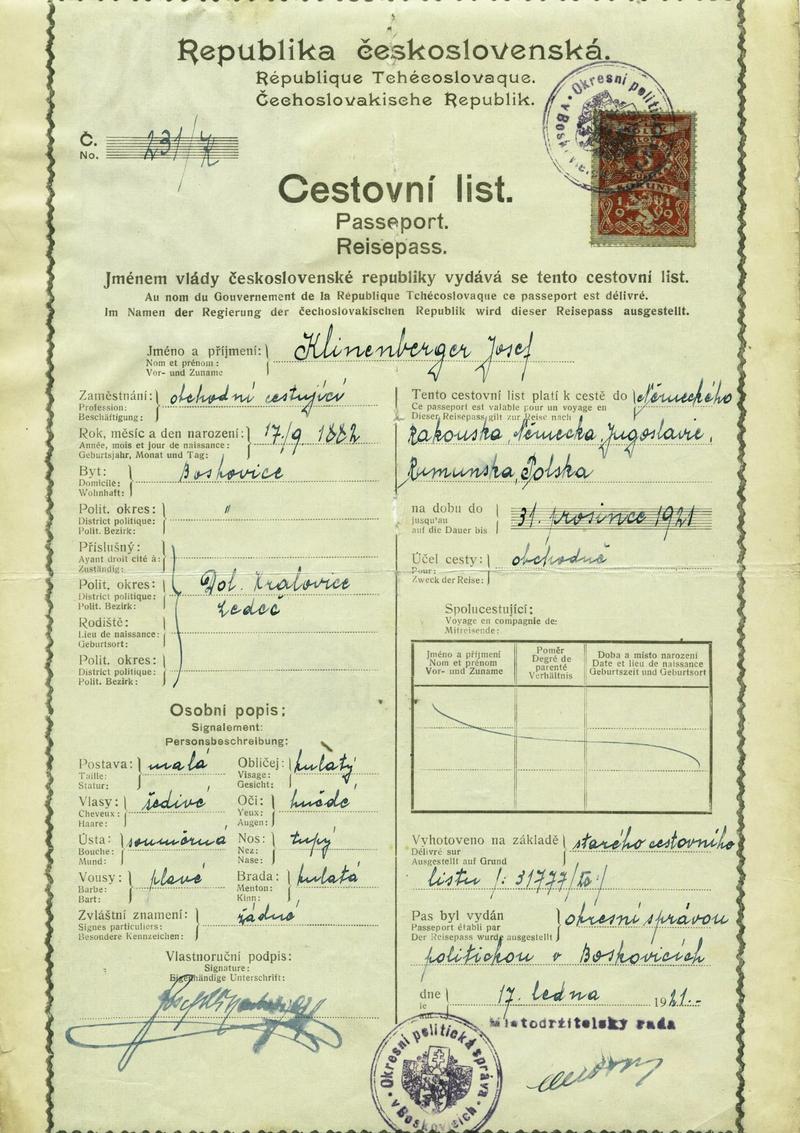 Republika československá.
République Tchécoslovaque.
Čechoslovakische Republik.
Č.
No.
231/
Okresní politic
Cestovní list.
Passeport.
Reisepass.
KOLEK
5
KORUNY
1919
Jménem vlády československé republiky vydává se tento cestovní list.
Au nom du Gouvernement de la République Tchécoslovaque ce passeport est délivré.
Im Namen der Regierung der čechoslovakischen Republik wird dieser Reisepass ausgestellt.
Jméno a příjmení: Klinenberger Josef
Nom et prénom:
Vor- und Zuname
Zaměstnání: obchodní cestující
Profession:
Beschäftigung:
Rok, měsíc a den narození: 17./9 1882
Année, mois et jour de naissance:
Geburtsjahr, Monat und Tag:
Byt: Boskovice
Domicile:
Wohnhaft:
Polit. okres: "
District politique:
Polit. Bezirk:
Příslušný:
Ayant droit cité à:
Zuständig:
Polit. okres: Dol. Kralovice
District politique:
Polit. Bezirk: Ledeč
Rodiště:
Lieu de naissance:
Geburtsort:
Polit. okres:
District politique:
Polit. Bezirk:
Osobní popis:
Signalement:
Personsbeschreibung:
Postava: malá
Taille:
Statur:
Obličej: kulatý
Visage:
Gesicht:
Vlasy: šedivé
Cheveux:
Haare:
Oči: hnědé
Yeux:
Augen:
Ústa: souměrná
Bouche:
Mund:
Nos: tupý
Nez:
Nase:
Vousy: plavé
Barbe:
Bart:
Brada: kulatá
Menton:
Kinn:
Zvláštní znamení: žádné
Signes particuliers:
Besondere Kennzeichen:
Vlastnoruční podpis:
Signature:
Eigenhändige Unterschrift:
Tento cestovní list platí k cestě do Německého
Ce passeport est valable pour un voyage en
Dieser Reisepass gilt zur Reise nach
Rakouska, Německa, Jugoslavie,
Rumunska, Polska
na dobu do 31. prosince 1921
jusqu'au
auf die Dauer bis
Účel cesty: obchodně
Pour:
Zweck der Reise:
Spolucestující:
Voyage en compagnie de:
Mitreisende:
Jméno a příjmení
Nom et prénom
Vor- und Zuname
Poměr
Degré de
parenté
Verhältnis
Doba a místo narození
Date et lieu de naissance
Geburtszeit und Geburtsort
Vyhotoveno na základě starého cestovního
Délivré sur
Ausgestellt auf Grund
listu /: 31777/
Pas byl vydán okresní správou
Passeport établi par
Der Reisepass wurde ausgestellt
politickou v Boskovicích
dne 17. ledna 1921.
le
Místodržitelský rada
Okresní politická správa
v Boskovicích